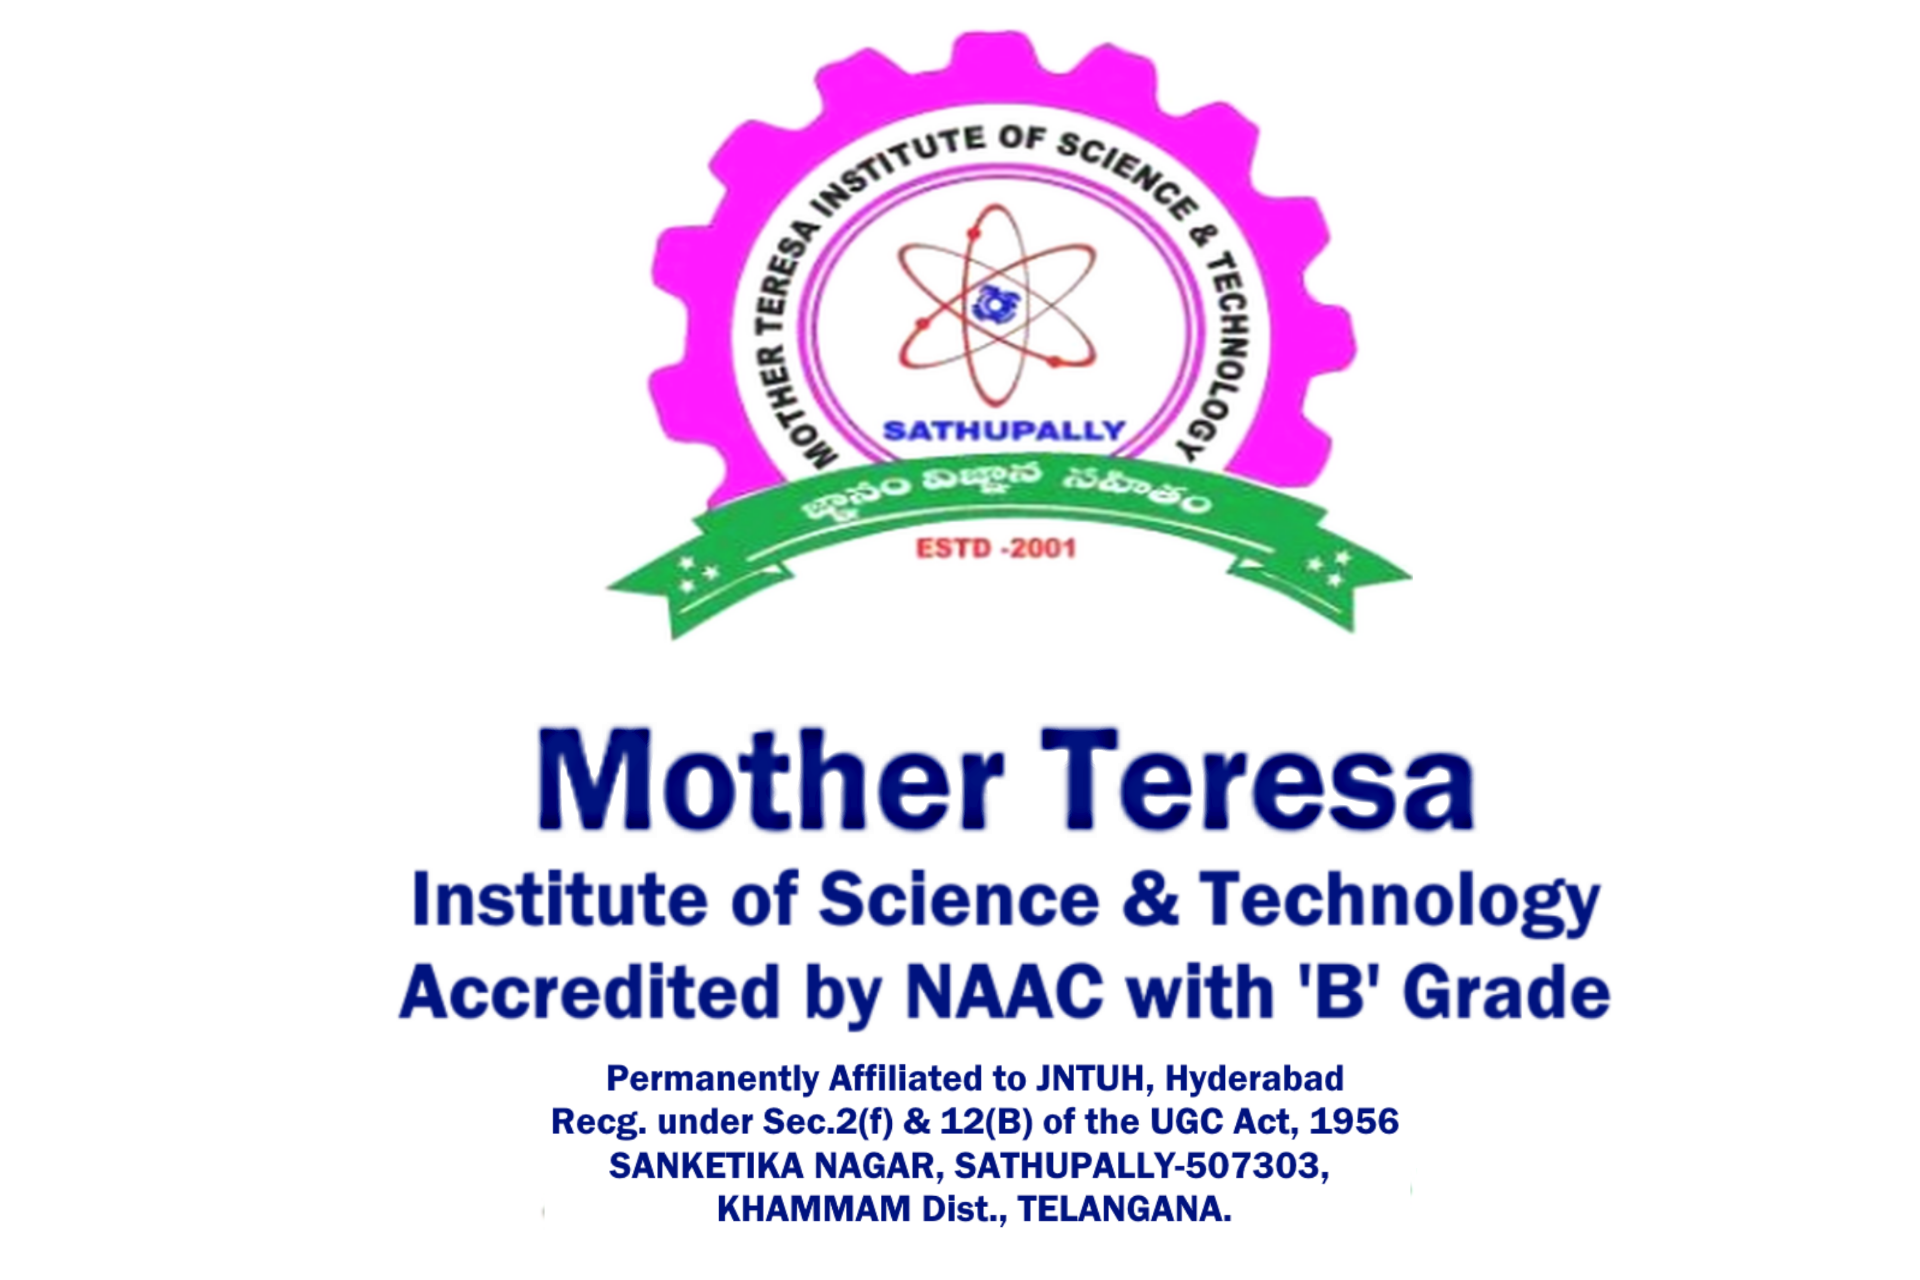 MOTHER TERESA INSTITUTE OF SCIENCE & TECHNOLOGY
SATHUPALLY
జ్ఞానం విజ్ఞాన సహితం
ESTD -2001
Mother Teresa
Institute of Science & Technology
Accredited by NAAC with 'B' Grade
Permanently Affiliated to JNTUH, Hyderabad
Recg. under Sec.2(f) & 12(B) of the UGC Act, 1956
SANKETIKA NAGAR, SATHUPALLY-507303,
KHAMMAM Dist., TELANGANA.